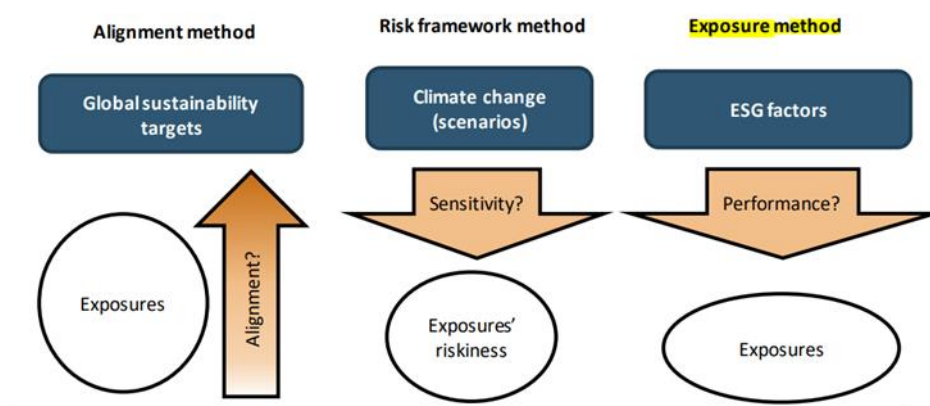 Alignment method
Global sustainability
targets
Exposures
Alignment?
Risk framework method
Climate change
(scenarios)
Sensitivity?
Exposures'
riskiness
Exposure method
ESG factors
Performance?
Exposures